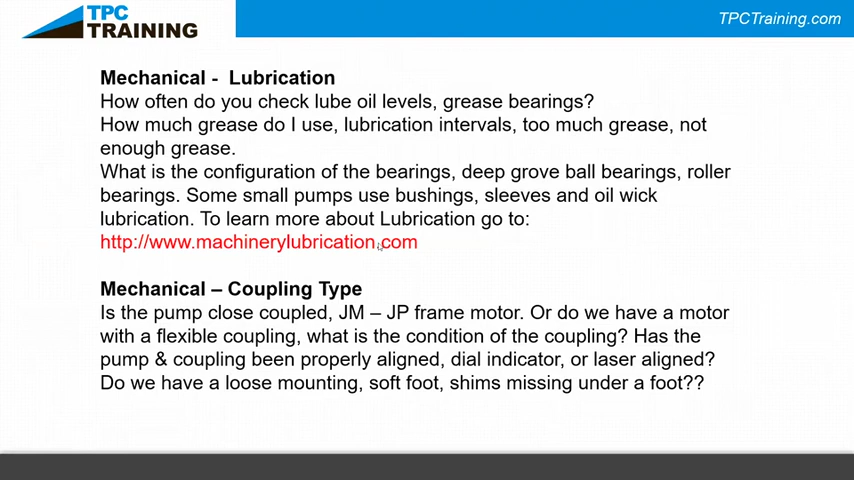 TPC
TRAINING
TPCTraining.com
Mechanical - Lubrication
How often do you check lube oil levels, grease bearings?
How much grease do I use, lubrication intervals, too much grease, not
enough grease.
What is the configuration of the bearings, deep grove ball bearings, roller
bearings. Some small pumps use bushings, sleeves and oil wick
lubrication. To learn more about Lubrication go to:
http://www.machinerylubrication.com
Mechanical – Coupling Type
Is the pump close coupled, JM – JP frame motor. Or do we have a motor
with a flexible coupling, what is the condition of the coupling? Has the
pump & coupling been properly aligned, dial indicator, or laser aligned?
Do we have a loose mounting, soft foot, shims missing under a foot??